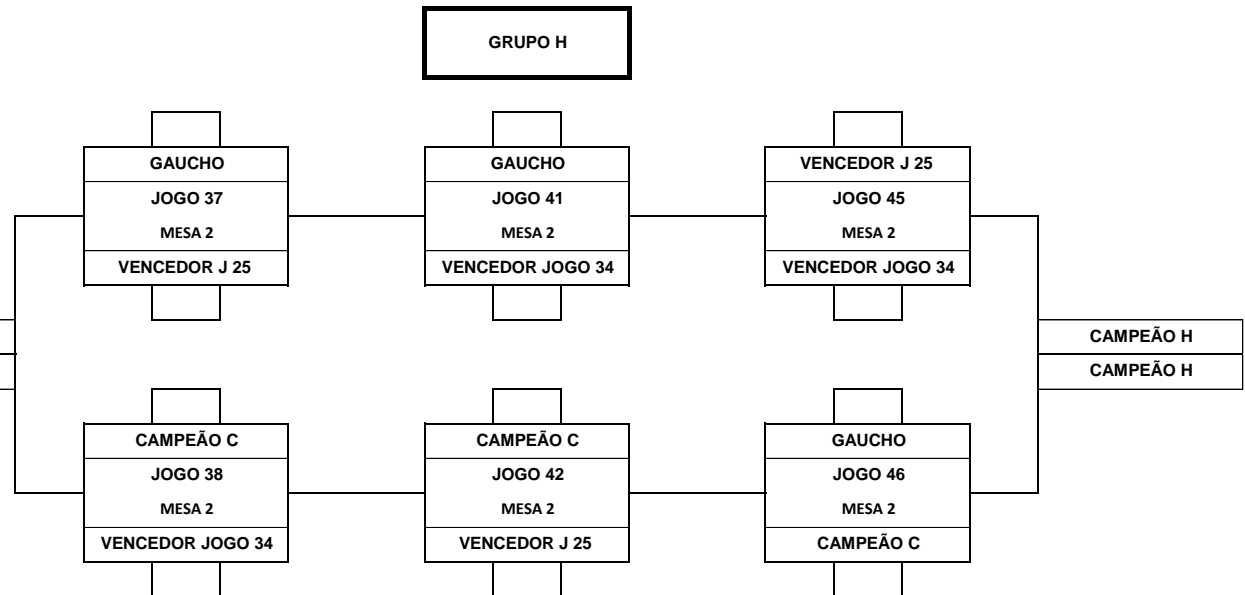 GRUPO H
GAUCHO
JOGO 37
MESA 2
VENCEDOR J 25
GAUCHO
JOGO 41
MESA 2
VENCEDOR JOGO 34
VENCEDOR J 25
JOGO 45
MESA 2
VENCEDOR JOGO 34
CAMPEÃO H
CAMPEÃO H
CAMPEÃO C
JOGO 38
MESA 2
VENCEDOR JOGO 34
CAMPEÃO C
JOGO 42
MESA 2
VENCEDOR J 25
GAUCHO
JOGO 46
MESA 2
CAMPEÃO C